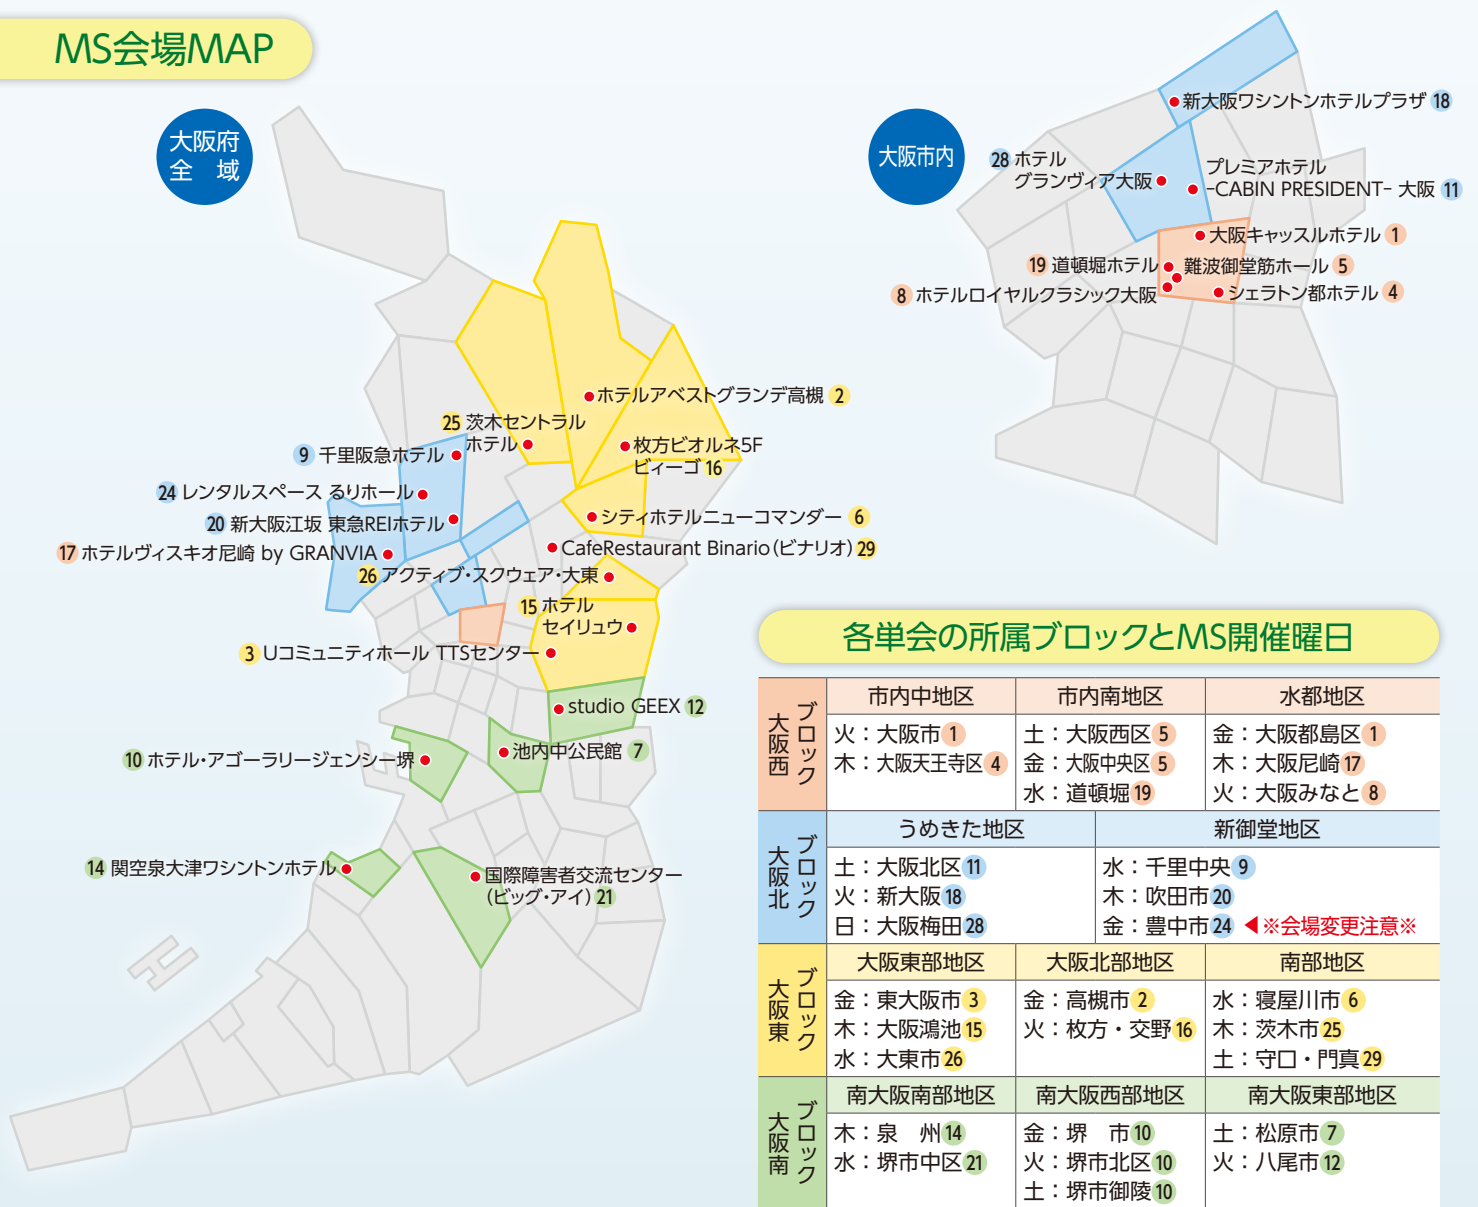 MS会場MAP
大阪府
全　域
25 茨木セントラル
ホテル
ホテルアベストグランデ高槻 2
9 千里阪急ホテル
枚方ビオルネ5F
ビィーゴ 16
24 レンタルスペース るりホール
20 新大阪江坂 東急REIホテル
シティホテルニューコマンダー 6
17 ホテルヴィスキオ尼崎 by GRANVIA
CafeRestaurant Binario（ビナリオ） 29
26 アクティブ・スクウェア・大東
15 ホテル
セイリュウ
3 Uコミュニティホール TTSセンター
studio GEEX 12
10 ホテル・アゴーラリージェンシー堺
池内中公民館 7
14 関空泉大津ワシントンホテル
国際障害者交流センター
（ビッグ・アイ） 21
大阪市内
新大阪ワシントンホテルプラザ 18
28 ホテル
グランヴィア大阪
プレミアホテル
-CABIN PRESIDENT- 大阪 11
大阪キャッスルホテル 1
19 道頓堀ホテル
難波御堂筋ホール 5
8 ホテルロイヤルクラシック大阪
シェラトン都ホテル 4
各単会の所属ブロックとMS開催曜日
大阪西ブロック
市内中地区
火：大阪市 1
木：大阪天王寺区 4
市内南地区
土：大阪西区 5
金：大阪中央区 5
水：道頓堀 19
水都地区
金：大阪都島区 1
木：大阪尼崎 17
火：大阪みなと 8
大阪北ブロック
うめきた地区
土：大阪北区 11
火：新大阪 18
日：大阪梅田 28
新御堂地区
水：千里中央 9
木：吹田市 20
金：豊中市 24 ◀※会場変更注意※
大阪東ブロック
大阪東部地区
金：東大阪市 3
木：大阪鴻池 15
水：大東市 26
大阪北部地区
金：高槻市 2
火：枚方・交野 16
南部地区
水：寝屋川市 6
木：茨木市 25
土：守口・門真 29
大阪南ブロック
南大阪南部地区
木：泉　州 14
水：堺市中区 21
南大阪西部地区
金：堺　市 10
火：堺市北区 10
土：堺市御陵 10
南大阪東部地区
土：松原市 7
火：八尾市 12